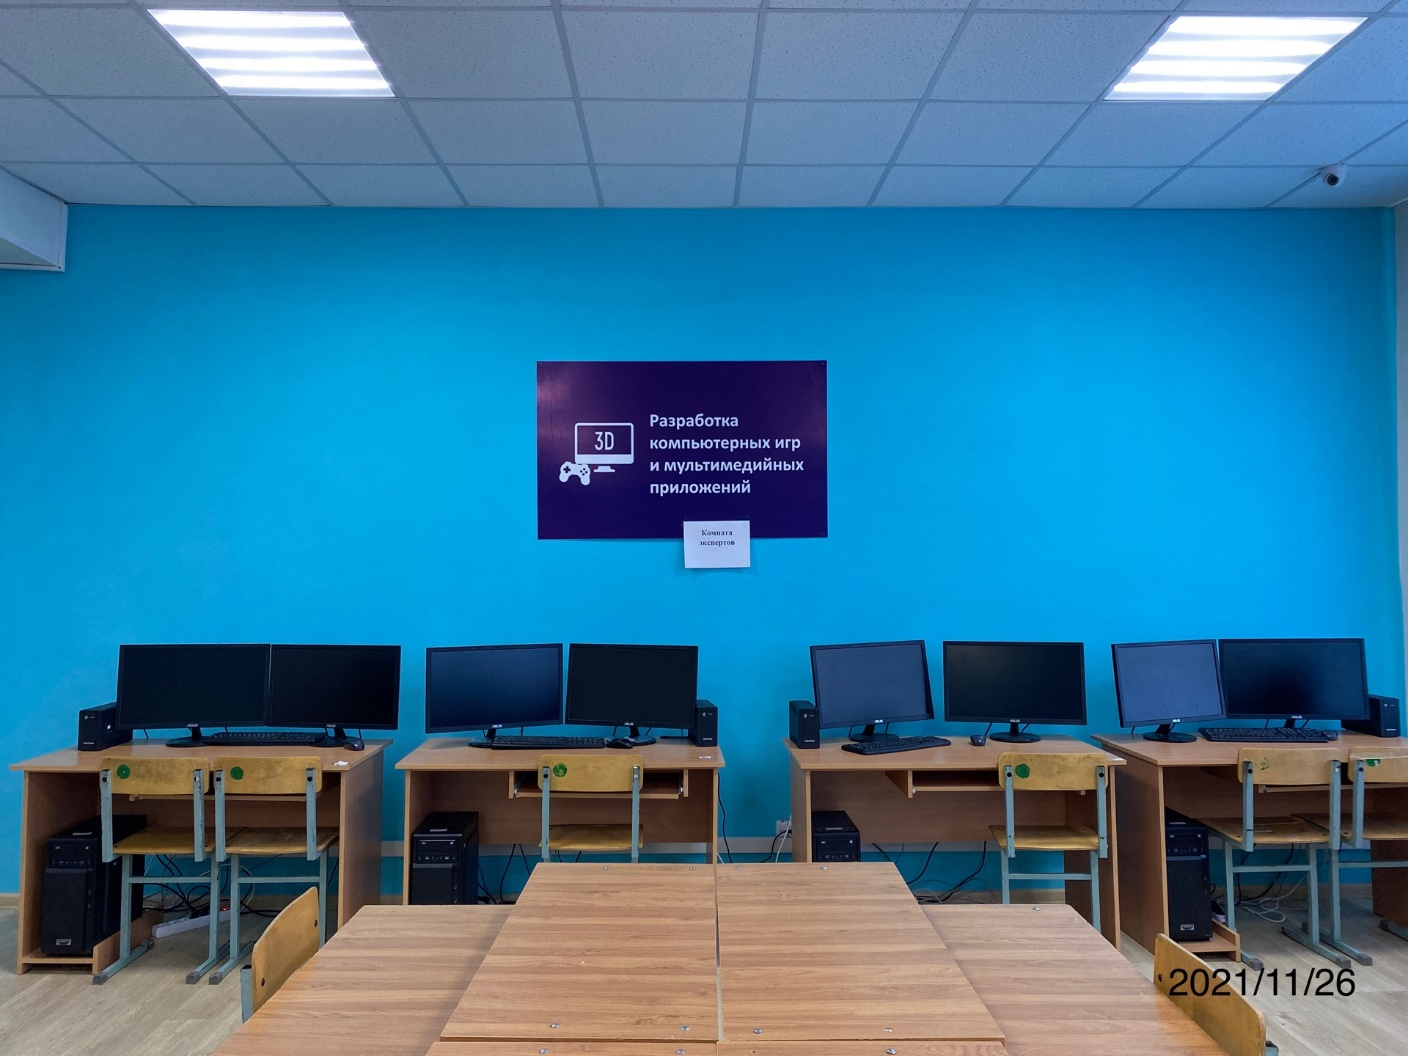 3D
Разработка
компьютерных игр
и мультимедийных
приложений
Комната
экспертов
2021/11/26